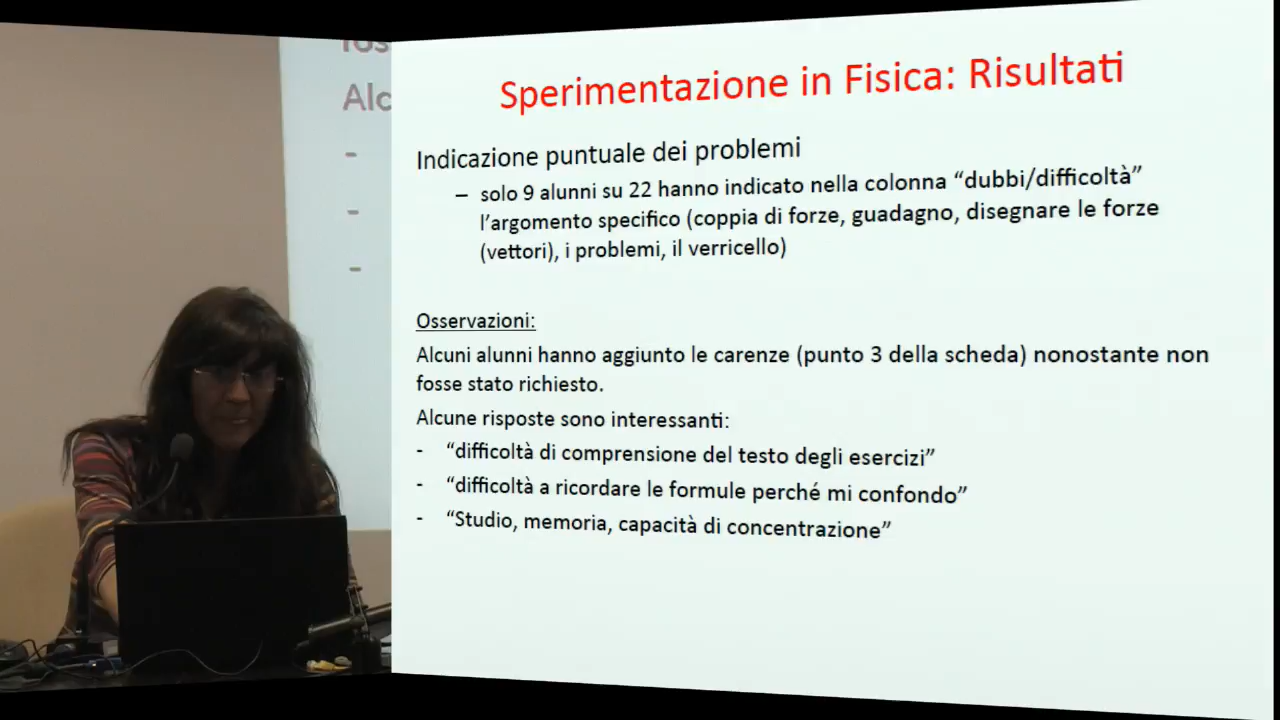 fos
Alc
-
-
-
Sperimentazione in Fisica: Risultati
Indicazione puntuale dei problemi
– solo 9 alunni su 22 hanno indicato nella colonna “dubbi/difficoltà”
l’argomento specifico (coppia di forze, guadagno, disegnare le forze
(vettori), i problemi, il verricello)
Osservazioni:
Alcuni alunni hanno aggiunto le carenze (punto 3 della scheda) nonostante non
fosse stato richiesto.
Alcune risposte sono interessanti:
- “difficoltà di comprensione del testo degli esercizi”
- “difficoltà a ricordare le formule perché mi confondo”
- “Studio, memoria, capacità di concentrazione”